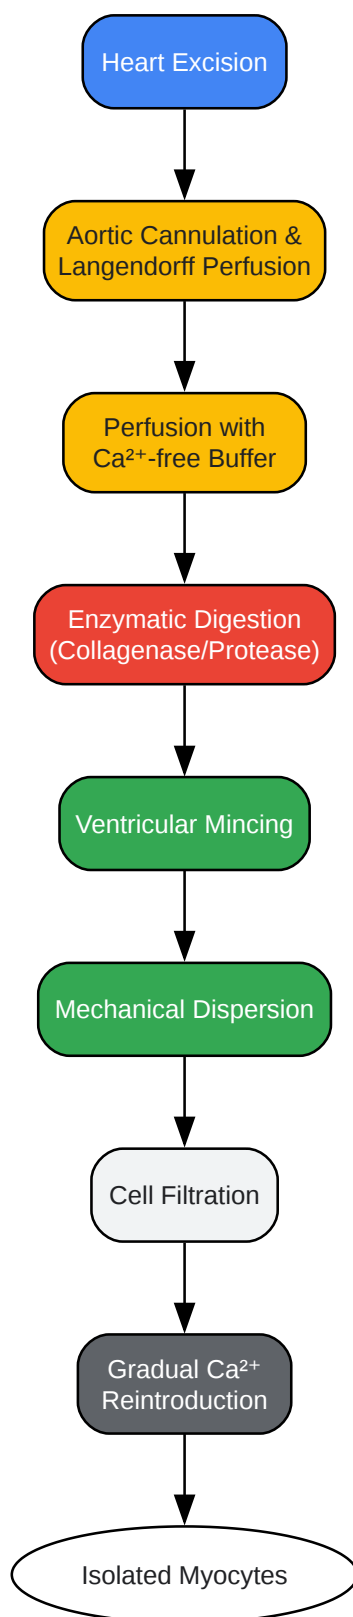 Heart Excision
Aortic Cannulation &
Langendorff Perfusion
Perfusion with
Ca²⁺-free Buffer
Enzymatic Digestion
(Collagenase/Protease)
Ventricular Mincing
Mechanical Dispersion
Cell Filtration
Gradual Ca²⁺
Reintroduction
Isolated Myocytes